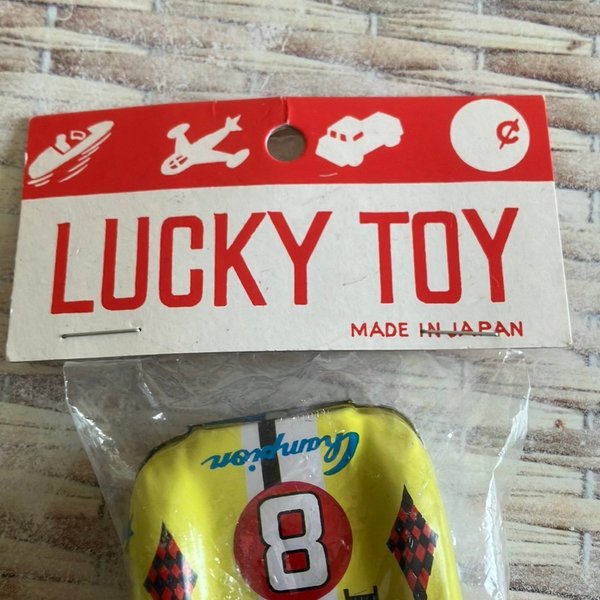 ¢
LUCKY TOY
MADE IN JAPAN
Champion
8